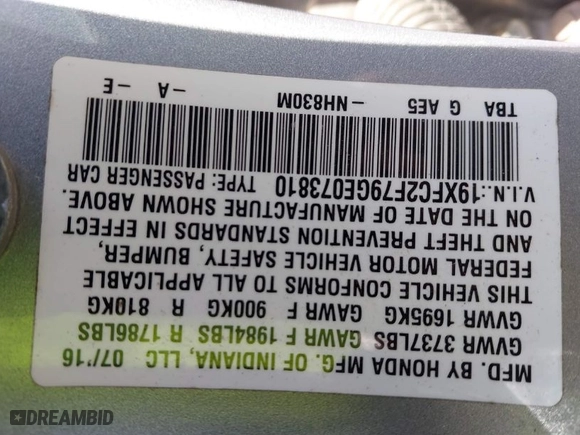 MFD. BY HONDA MFG. OF INDIANA, LLC 07/16
GVWR 3737LBS GAWR F 1984LBS R 1786LBS
GVWR 1695KG GAWR F 900KG R 810KG
THIS VEHICLE CONFORMS TO ALL APPLICABLE
FEDERAL MOTOR VEHICLE SAFETY, BUMPER,
AND THEFT PREVENTION STANDARDS IN EFFECT
ON THE DATE OF MANUFACTURE SHOWN ABOVE.
V.I.N.:19XFC2F79GE073810 TYPE: PASSENGER CAR
TBA G AE5 -NH830M -A -E
DREAMBID